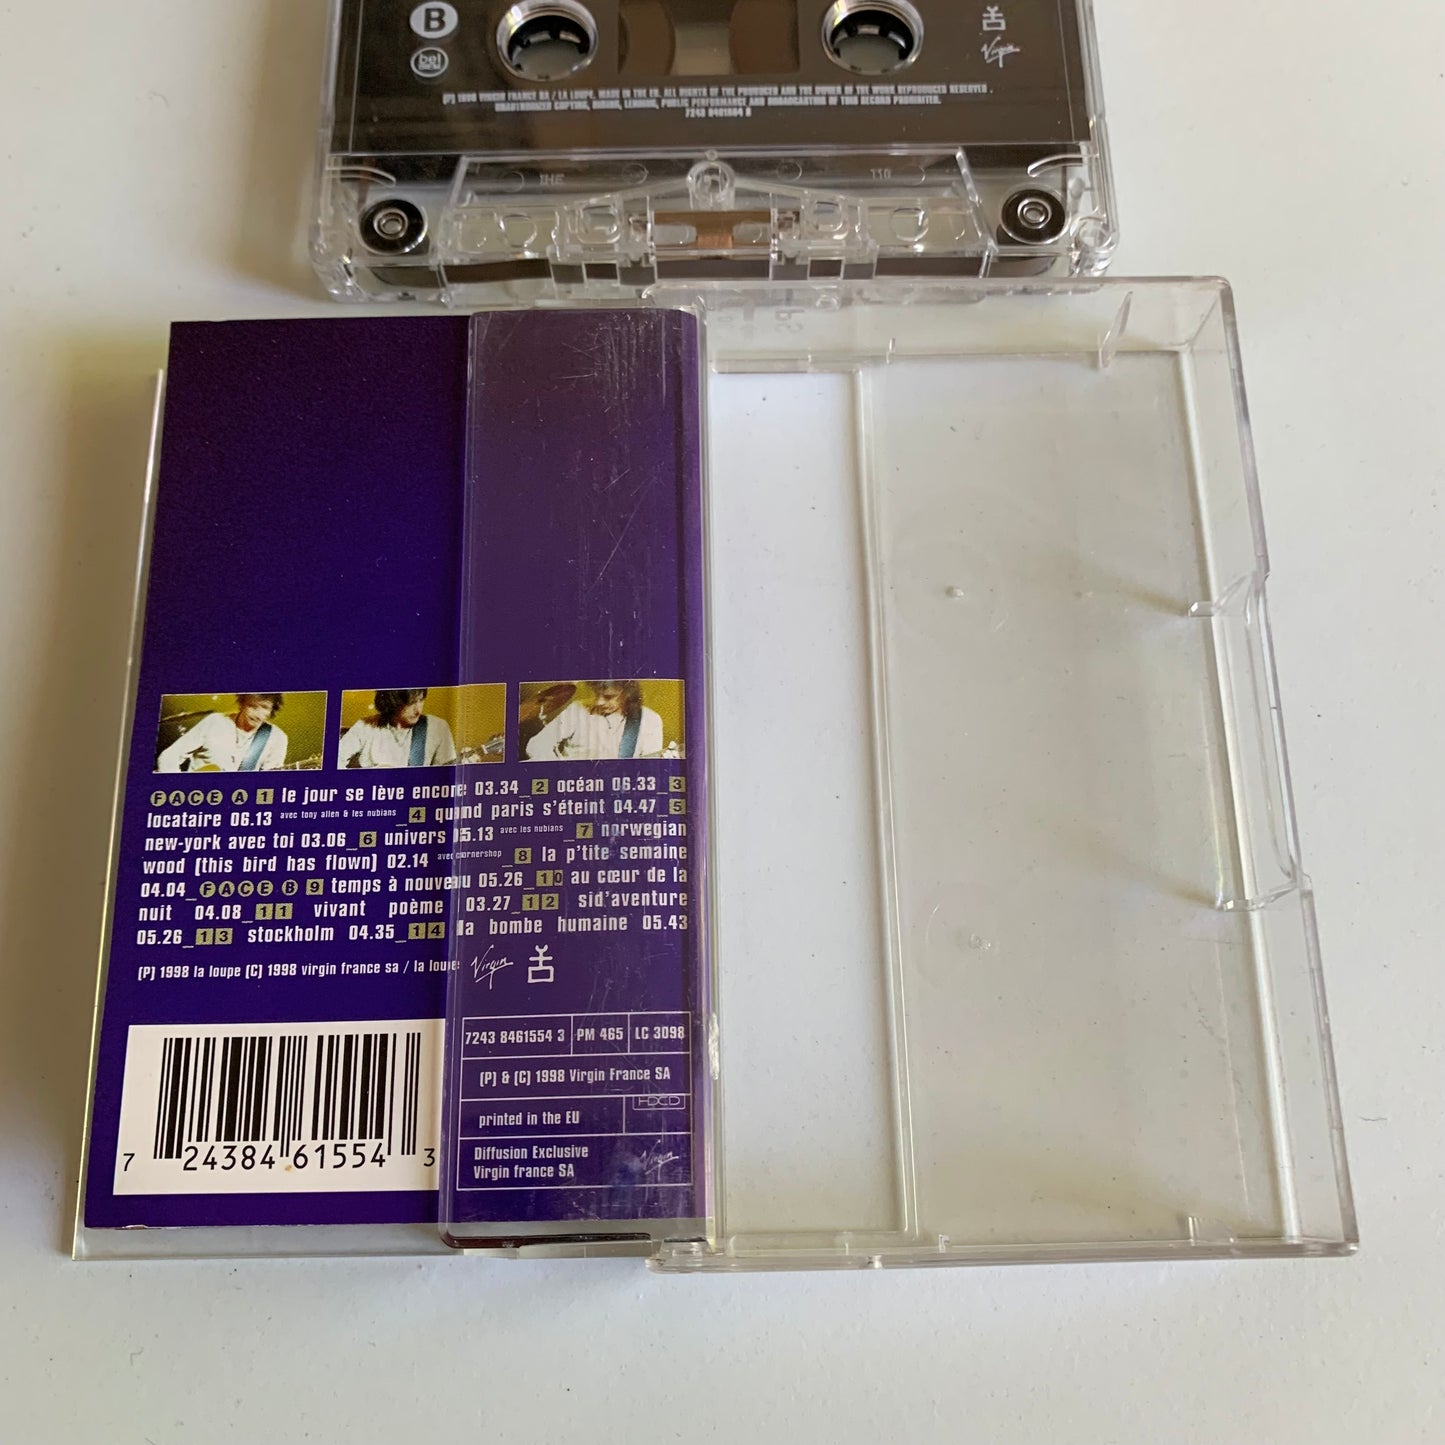 B
bel
BIEM
Virgin
(P) 1998 VIRGIN FRANCE SA / LA LOUPE. MADE IN THE EU. ALL RIGHTS OF THE PRODUCER AND THE OWNER OF THE WORK REPRODUCED RESERVED .
UNAUTHORIZED COPYING, HIRING, LENDING, PUBLIC PERFORMANCE AND BROADCASTING OF THIS RECORD PROHIBITED.
FACE A 1 le jour se lève encore 03.34_2 océan 06.33_3
locataire 06.13 avec tony allen & les nubians _4 quand paris s'éteint 04.47_5
new-york avec toi 03.06_6 univers 05.13 avec les nubians _7 norwegian
wood (this bird has flown) 02.14 avec cornershop _8 la p'tite semaine
04.04_FACE B 9 temps à nouveau 05.26_10 au cœur de la
nuit 04.08_11 vivant poème 03.27_12 sid'aventure
05.26_13 stockholm 04.35_14 la bombe humaine 05.43
(P) 1998 la loupe (C) 1998 virgin france sa / la loupe Virgin
7243 8461554 3 PM 465 LC 3098
(P) & (C) 1998 Virgin France SA
HDCD
printed in the EU
Diffusion Exclusive
Virgin france SA Virgin
7 24384 61554 3